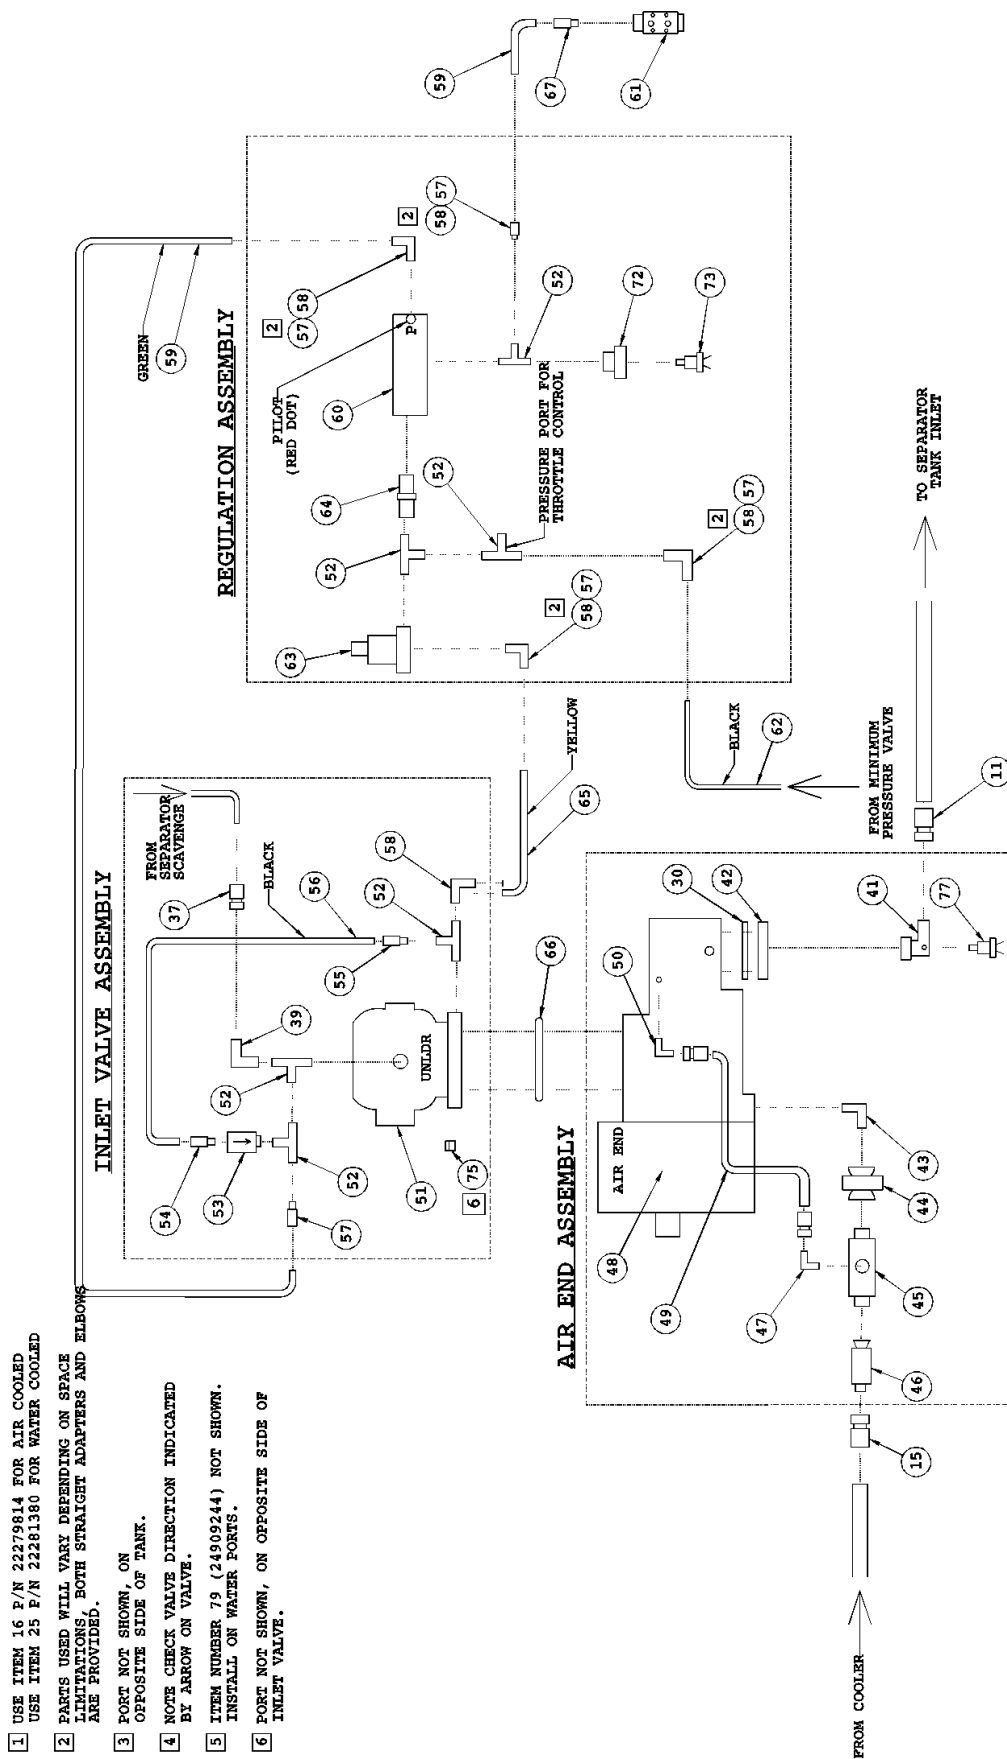 1 USE ITEM 16 P/N 22279814 FOR AIR COOLED
USE ITEM 25 P/N 22281380 FOR WATER COOLED
2 PARTS USED WILL VARY DEPENDING ON SPACE
LIMITATIONS, BOTH STRAIGHT ADAPTERS AND ELBOWS
ARE PROVIDED.
3 PORT NOT SHOWN, ON
OPPOSITE SIDE OF TANK.
4 NOTE CHECK VALVE DIRECTION INDICATED
BY ARROW ON VALVE.
5 ITEM NUMBER 79 (24909244) NOT SHOWN.
INSTALL ON WATER PORTS.
6 PORT NOT SHOWN, ON OPPOSITE SIDE OF
INLET VALVE.
INLET VALVE ASSEMBLY
FROM
SEPARATOR
SCAVENGE
37
BLACK
56
55
39
52
58
52
54
53
52
57
UNLDR
51
75
6
YELLOW
65
66
REGULATION ASSEMBLY
GREEN
59
PILOT
(RED DOT)
P
60
2
57
58
2
58
57
64
52
52
63
PRESSURE PORT FOR
THROTTLE CONTROL
52
72
73
2
58
57
2
58
57
59
67
61
BLACK
62
FROM MINIMUM
PRESSURE VALVE
AIR END ASSEMBLY
AIR END
48
50
49
47
30
42
41
77
11
TO SEPARATOR
TANK INLET
43
44
45
46
15
FROM COOLER